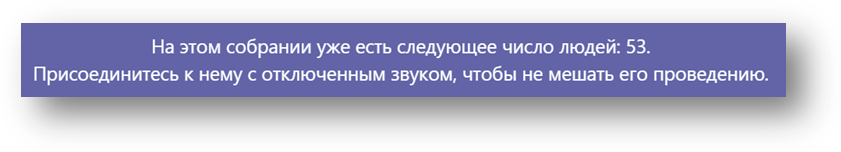 На этом собрании уже есть следующее число людей: 53.
Присоединитесь к нему с отключенным звуком, чтобы не мешать его проведению.